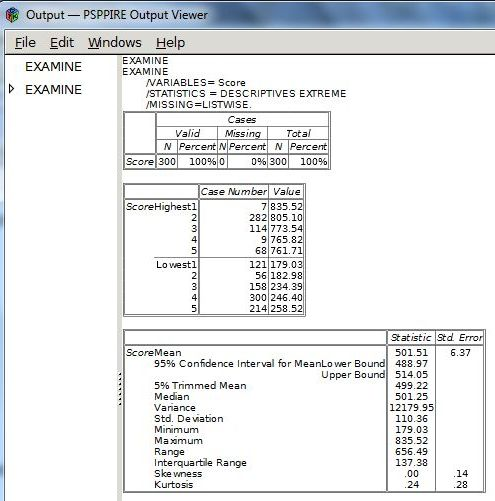 Output — PSPPIRE Output Viewer
File Edit Windows Help
EXAMINE
EXAMINE
EXAMINE
EXAMINE
/VARIABLES= Score
/STATISTICS = DESCRIPTIVES EXTREME
/MISSING=LISTWISE.
Cases
Valid Missing Total
N Percent N Percent N Percent
Score 300 100% 0 0% 300 100%
Case Number Value
Score Highest 1 7 835.52
2 282 805.10
3 114 773.54
4 9 765.82
5 68 761.71
Lowest 1 121 179.03
2 56 182.98
3 158 234.39
4 300 246.40
5 214 258.52
Statistic Std. Error
Score Mean 501.51 6.37
95% Confidence Interval for Mean Lower Bound 488.97
Upper Bound 514.05
5% Trimmed Mean 499.22
Median 501.25
Variance 12179.95
Std. Deviation 110.36
Minimum 179.03
Maximum 835.52
Range 656.49
Interquartile Range 137.38
Skewness .00 .14
Kurtosis .24 .28